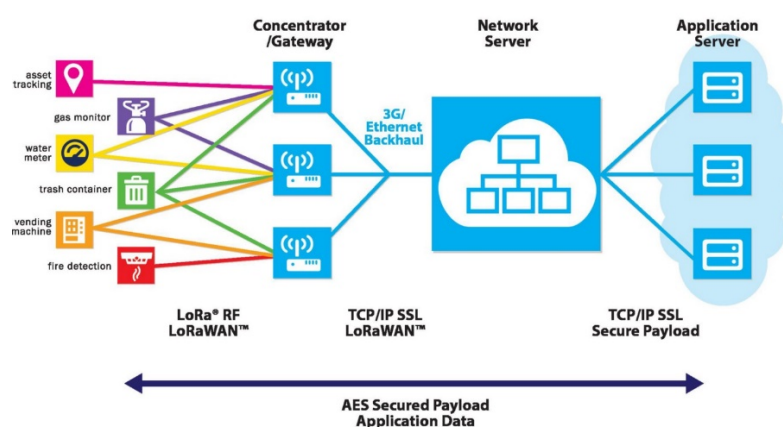 Concentrator
/Gateway
Network
Server
Application
Server
asset
tracking
gas monitor
water
meter
trash container
vending
machine
fire detection
3G/
Ethernet
Backhaul
LoRa® RF
LoRaWAN™
TCP/IP SSL
LoRaWAN™
TCP/IP SSL
Secure Payload
AES Secured Payload
Application Data